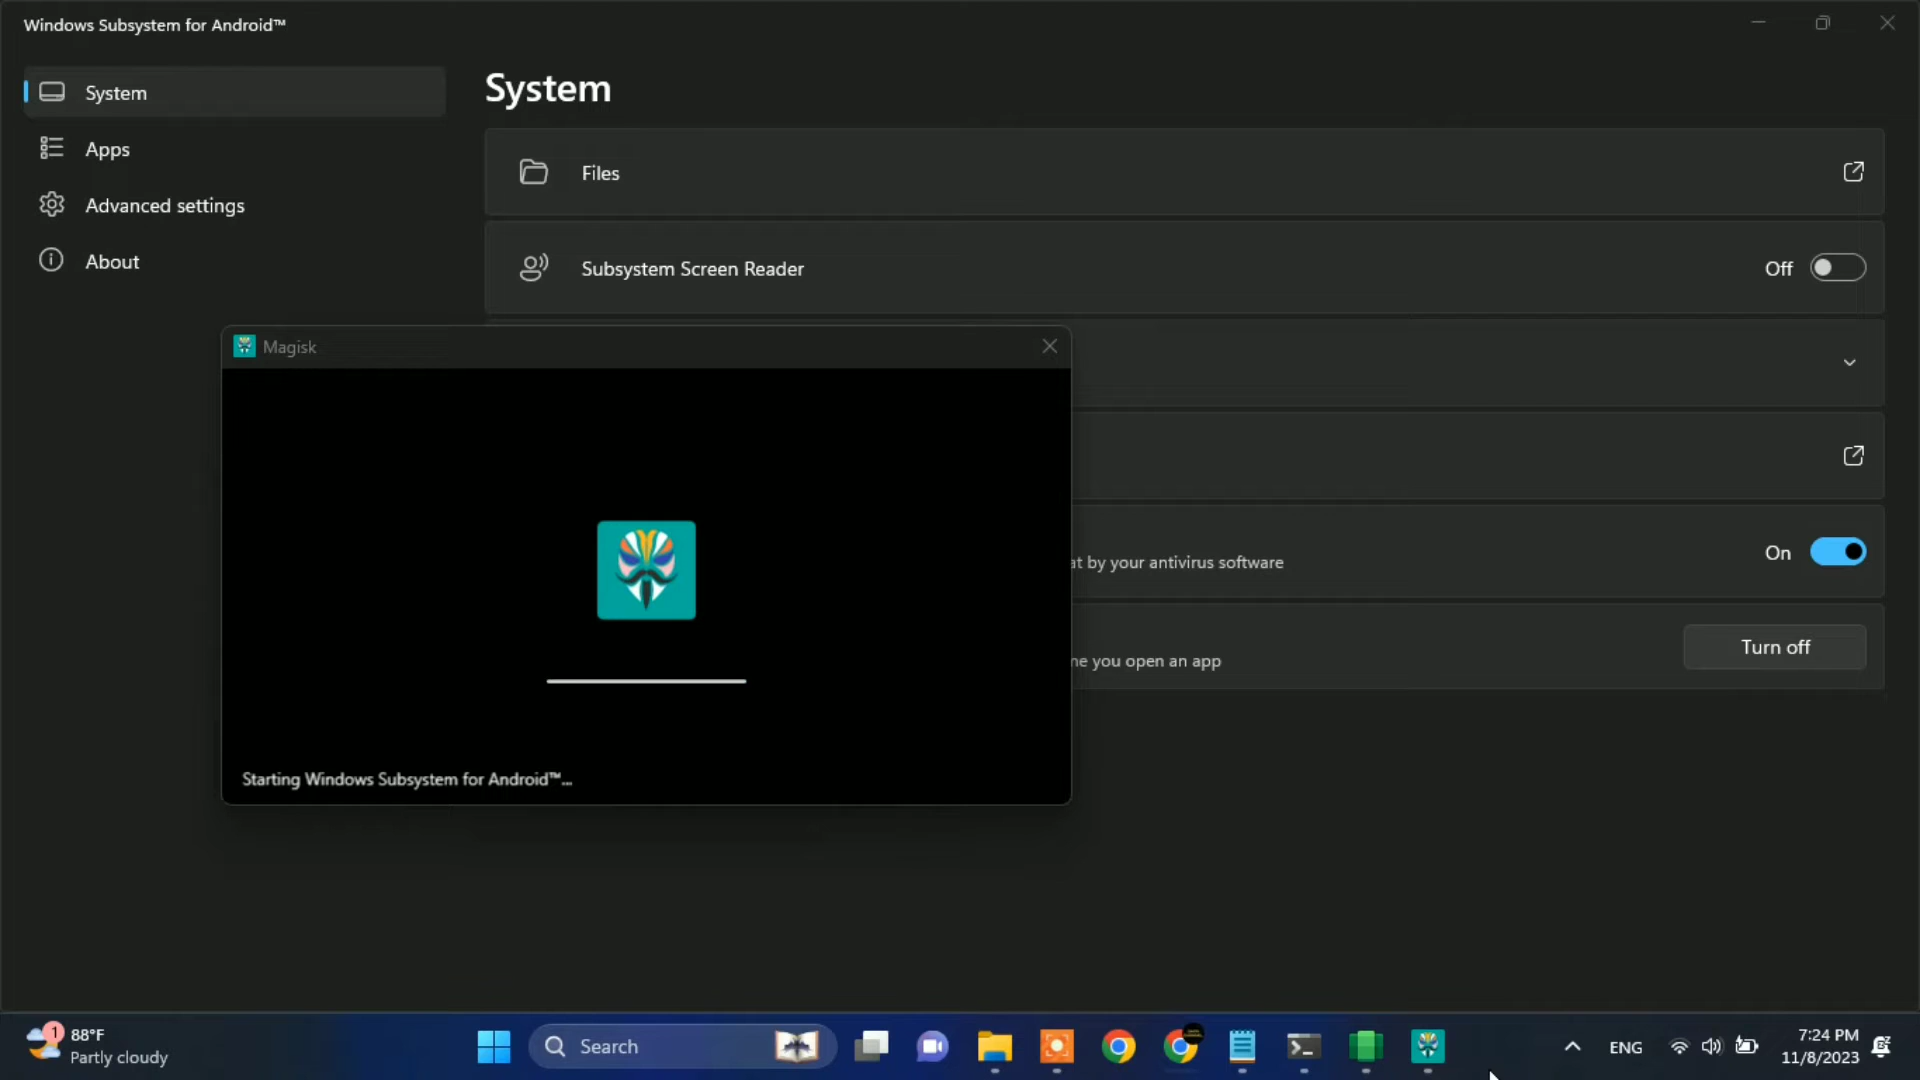 Windows Subsystem for Android™
System
Apps
Advanced settings
About
System
Files
Subsystem Screen Reader
Off
Magisk
Starting Windows Subsystem for Android™...
at by your antivirus software
On
you open an app
Turn off
1
88°F
Partly cloudy
Search
ENG
7:24 PM
11/8/2023